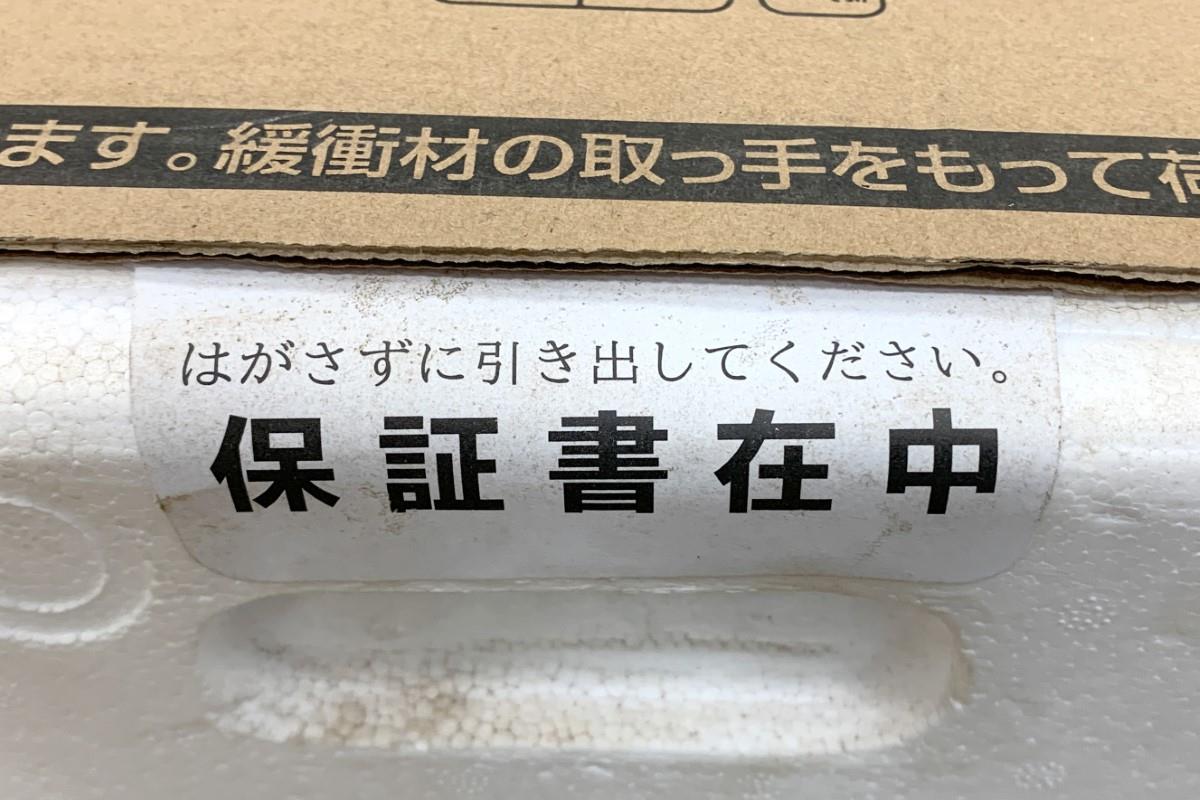 ます。緩衝材の取っ手をもって荷
はがさずに引き出してください。
保証書在中